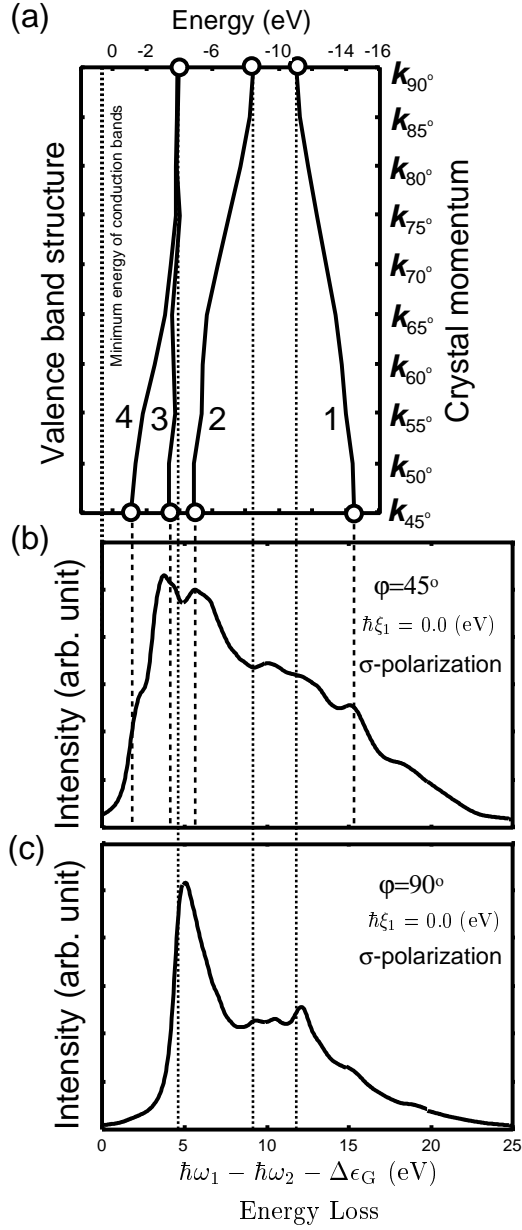 (a)
Energy (eV)
0 -2 -6 -10 -14 -16
Valence band structure
Minimum energy of conduction bands
4 3 2 1
k90°
k85°
k80°
k75°
k70°
k65°
k60°
k55°
k50°
k45°
Crystal momentum
(b)
Intensity (arb. unit)
φ=45°
ħξ₁ = 0.0 (eV)
σ-polarization
(c)
Intensity (arb. unit)
φ=90°
ħξ₁ = 0.0 (eV)
σ-polarization
0 5 10 15 20 25
ħω₁ − ħω₂ − Δϵ_G (eV)
Energy Loss